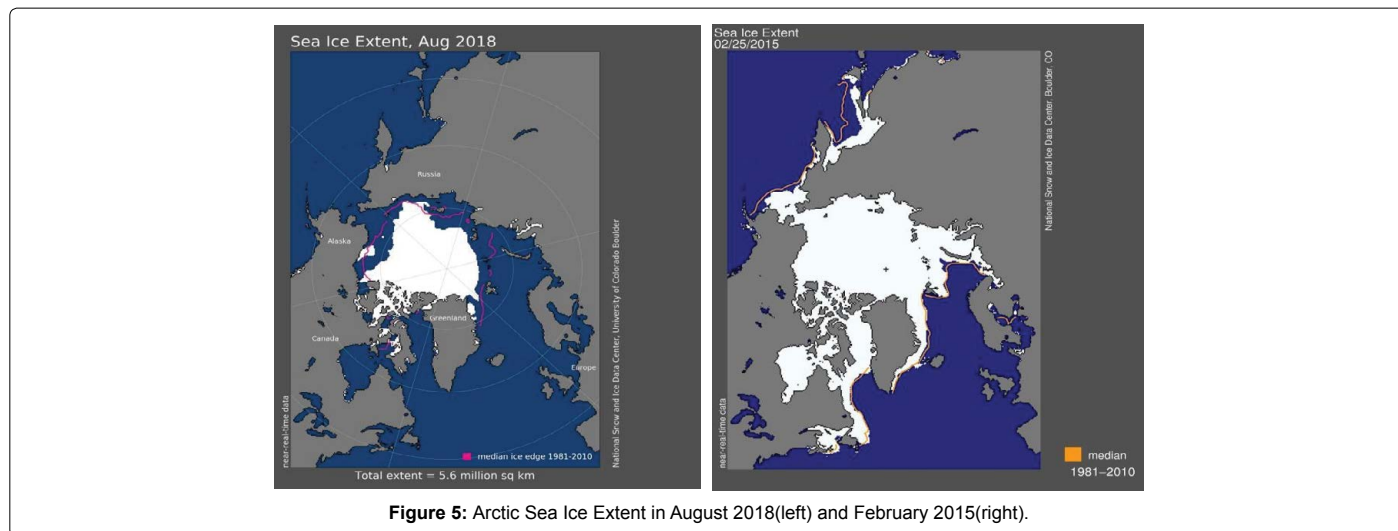 Sea Ice Extent, Aug 2018
Russia
Alaska
Greenland
Canada
Europe
near-real-time data
National Snow and Ice Data Center, University of Colorado Boulder
median ice edge 1981-2010
Total extent = 5.6 million sq km
Sea Ice Extent
02/25/2015
National Snow and Ice Data Center, Boulder, CO
near-real-time data
median
1981–2010
Figure 5: Arctic Sea Ice Extent in August 2018(left) and February 2015(right).